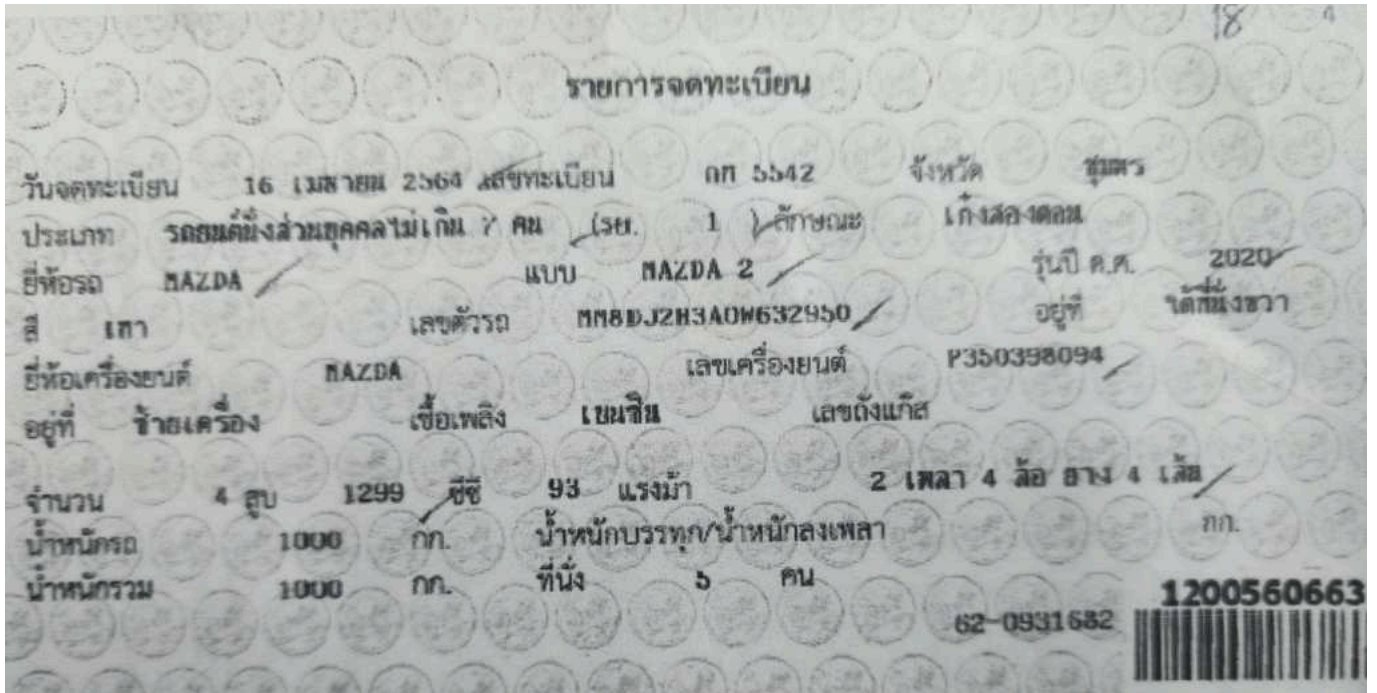 18
รายการจดทะเบียน
วันจดทะเบียน 16 เมษายน 2564 เลขทะเบียน กท 5542 จังหวัด ชุมพร
ประเภท รถยนต์นั่งส่วนบุคคลไม่เกิน 7 คน (รย. 1 ) ลักษณะ เก๋งสองตอน
ยี่ห้อรถ MAZDA แบบ MAZDA 2 รุ่นปี ค.ศ. 2020
สี เทา เลขตัวรถ MM8DJ2H3A0W632950 อยู่ที่ ใต้ที่นั่งขวา
ยี่ห้อเครื่องยนต์ MAZDA เลขเครื่องยนต์ P350398094
อยู่ที่ ซ้ายเครื่อง เชื้อเพลิง เบนซิน เลขถังแก๊ส
จำนวน 4 สูบ 1299 ซีซี 93 แรงม้า 2 เพลา 4 ล้อ ยาง 4 เส้น
น้ำหนักรถ 1000 กก. น้ำหนักบรรทุก/น้ำหนักลงเพลา กก.
น้ำหนักรวม 1000 กก. ที่นั่ง 5 คน
1200560663
62-0931682